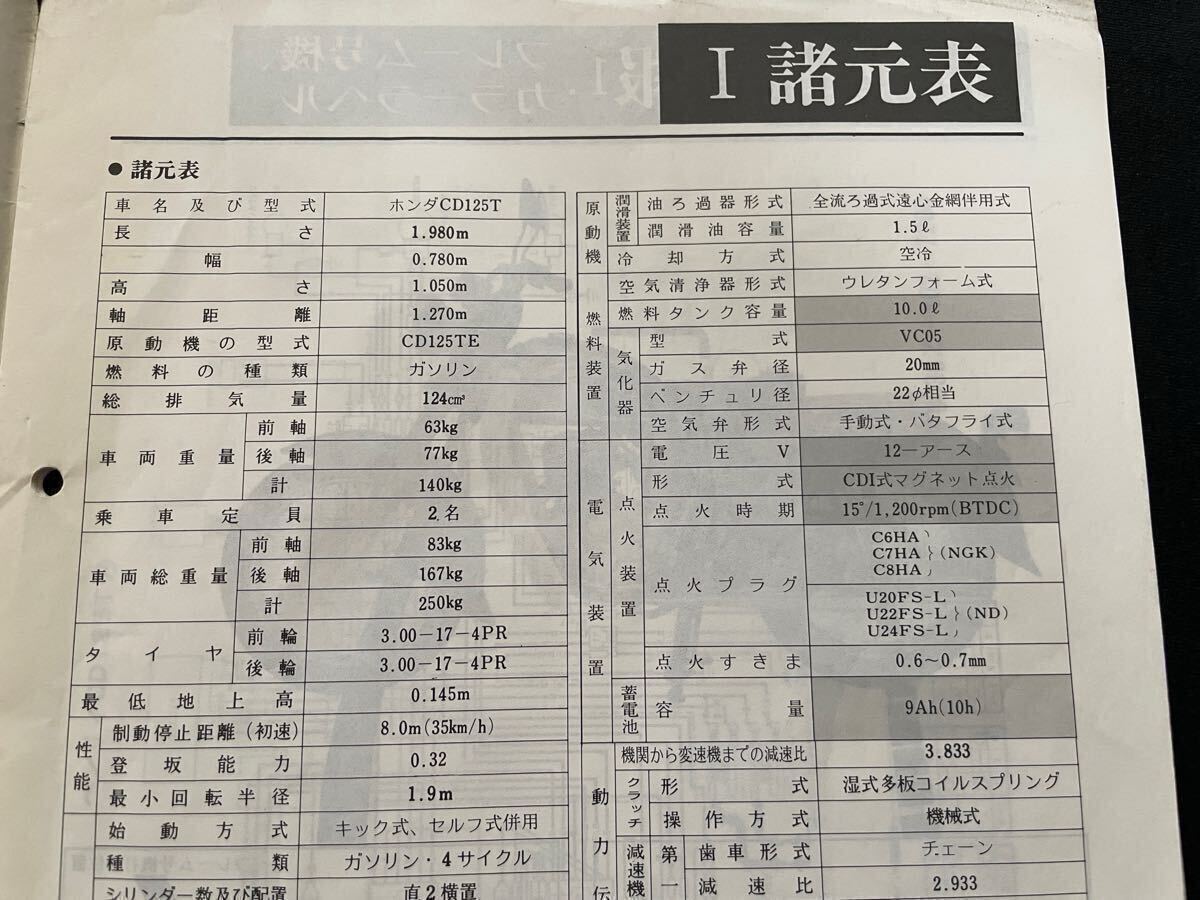 I 諸元表
● 諸元表
車名及び型式 ホンダCD125T
長さ 1.980m
幅 0.780m
高さ 1.050m
軸距離 1.270m
原動機の型式 CD125TE
燃料の種類 ガソリン
総排気量 124cm³
車両重量 前軸 63kg
後軸 77kg
計 140kg
乗車定員 2名
車両総重量 前軸 83kg
後軸 167kg
計 250kg
タイヤ 前輪 3.00-17-4PR
後輪 3.00-17-4PR
最低地上高 0.145m
性能 制動停止距離(初速) 8.0m(35km/h)
登坂能力 0.32
最小回転半径 1.9m
始動方式 キック式、セルフ式併用
種類 ガソリン・4サイクル
シリンダー数及び配置 直2横置
原動機 潤滑装置 油ろ過器形式 全流ろ過式遠心金網伴用式
潤滑油容量 1.5ℓ
冷却方式 空冷
燃料装置 空気清浄器形式 ウレタンフォーム式
燃料タンク容量 10.0ℓ
気化器 型式 VC05
ガス弁径 20mm
ベンチュリ径 22φ相当
空気弁形式 手動式・バタフライ式
電気装置 点火装置 電圧V 12-アース
形式 CDI式マグネット点火
点火時期 15°/1,200rpm(BTDC)
点火プラグ C6HA
C7HA }(NGK)
C8HA
U20FS-L
U22FS-L }(ND)
U24FS-L
点火すきま 0.6〜0.7mm
蓄電池 容量 9Ah(10h)
動力伝 機関から変速機までの減速比 3.833
クラッチ 形式 湿式多板コイルスプリング
操作方式 機械式
減速機 第一 歯車形式 チェーン
減速比 2.933